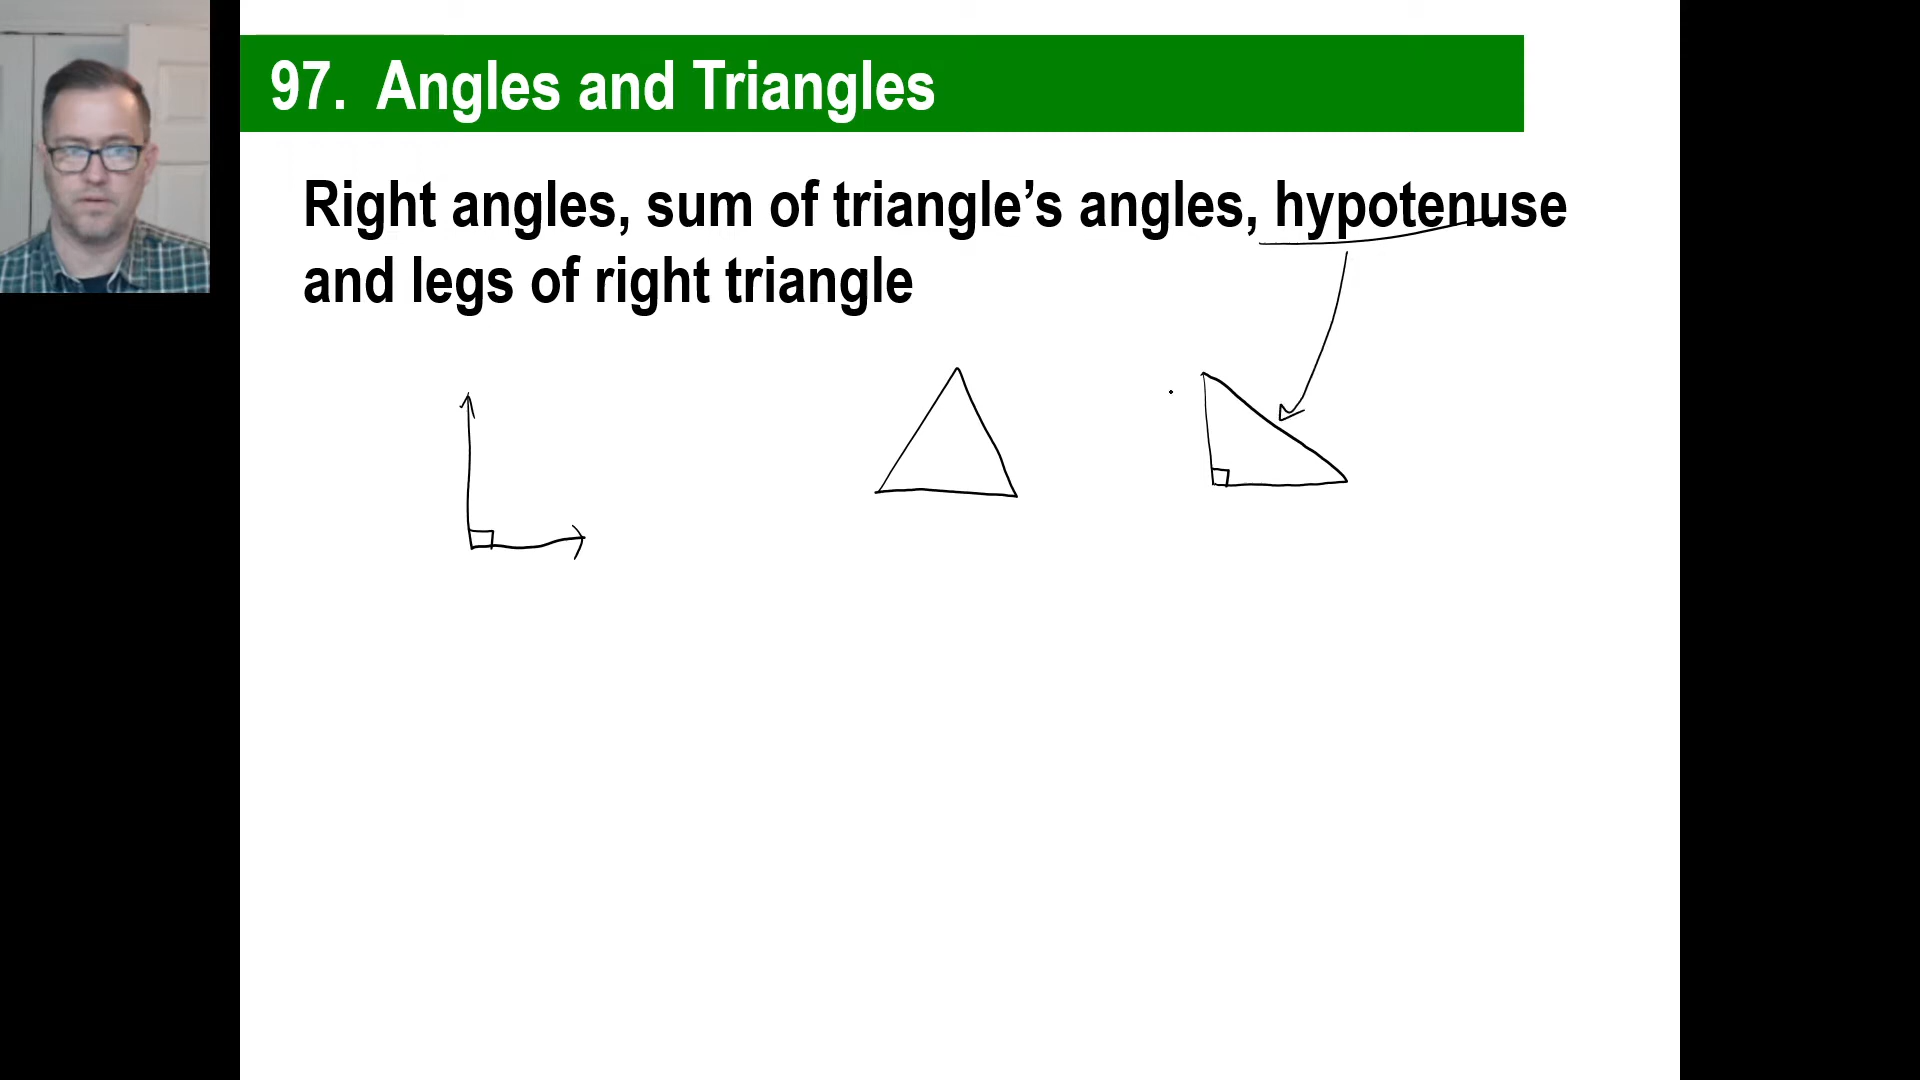 97. Angles and Triangles
Right angles, sum of triangle’s angles, hypotenuse
and legs of right triangle